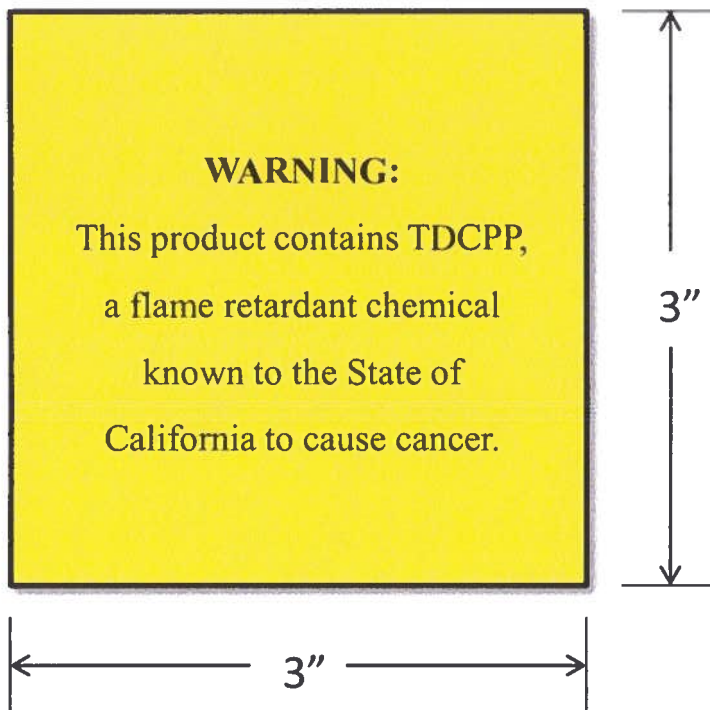 WARNING:
This product contains TDCPP,
a flame retardant chemical
known to the State of
California to cause cancer.
3″
3″